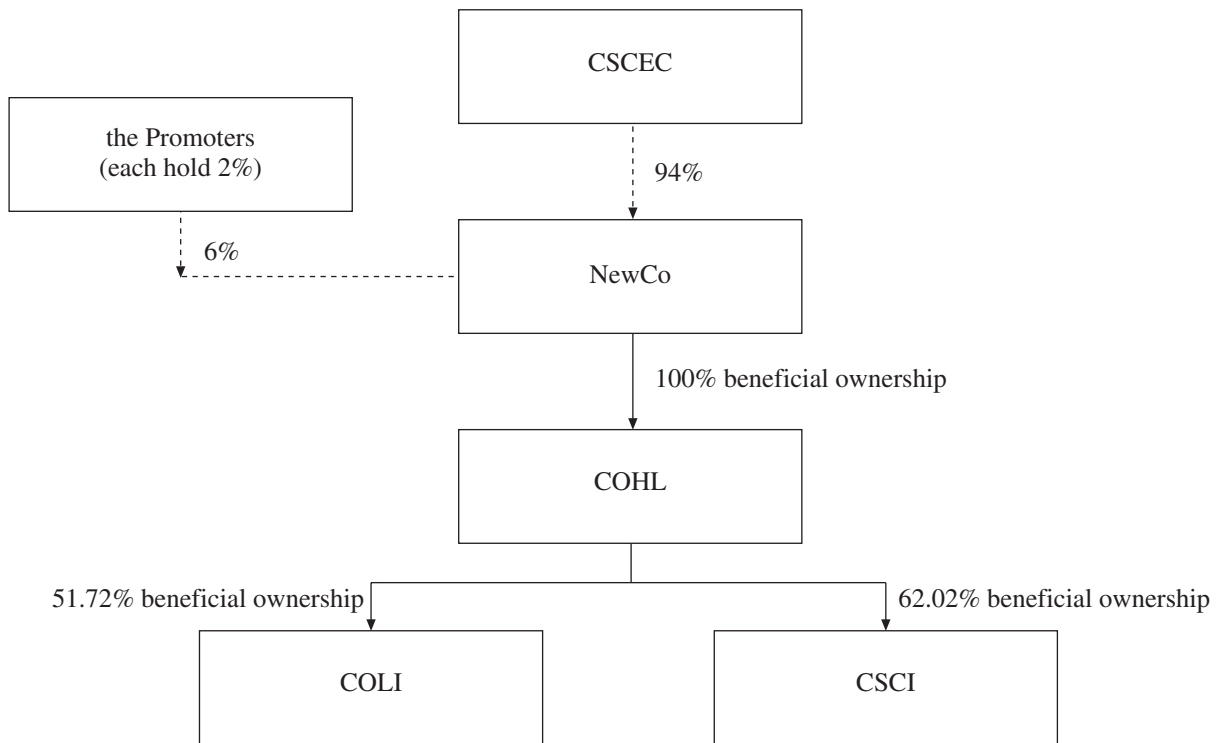 CSCEC
the Promoters
(each hold 2%)
94%
6%
NewCo
100% beneficial ownership
COHL
51.72% beneficial ownership
62.02% beneficial ownership
COLI
CSCI